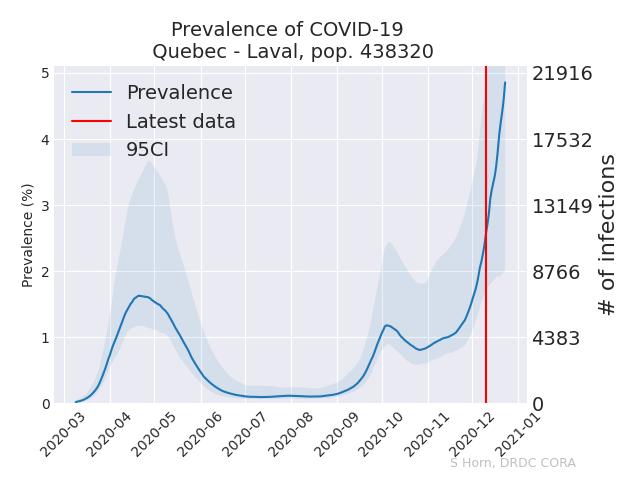 Prevalence of COVID-19
Quebec - Laval, pop. 438320
Prevalence
Latest data
95CI
Prevalence (%)
5
4
3
2
1
0
21916
17532
13149
8766
4383
0
# of infections
2020-03
2020-04
2020-05
2020-06
2020-07
2020-08
2020-09
2020-10
2020-11
2020-12
2021-01
S Horn, DRDC CORA